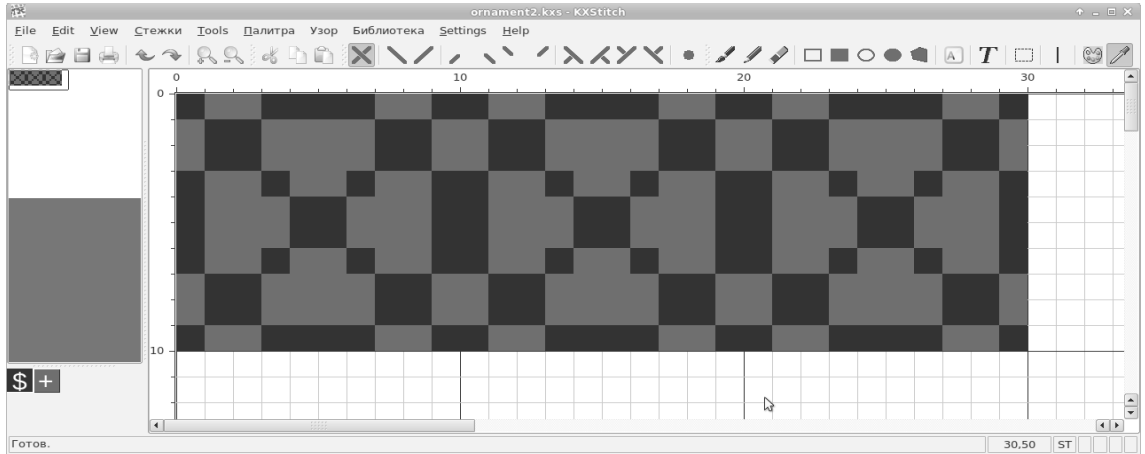 ornament2.kxs - KXStitch
File Edit View Стежки Tools Палитра Узор Библиотека Settings Help
A T
0 10 20 30
0
10
$ +
Готов. 30,50 ST